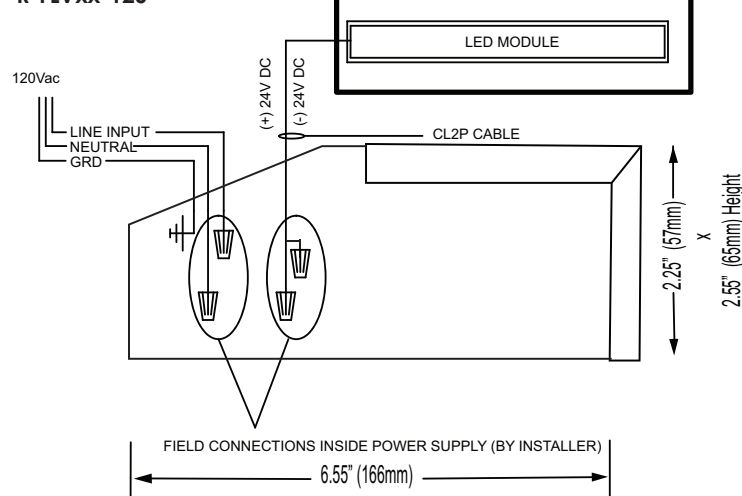 LED MODULE
120Vac
(+) 24V DC
(-) 24V DC
LINE INPUT
NEUTRAL
GRD
CL2P CABLE
2.25" (57mm)
X
2.55" (65mm) Height
FIELD CONNECTIONS INSIDE POWER SUPPLY (BY INSTALLER)
6.55" (166mm)